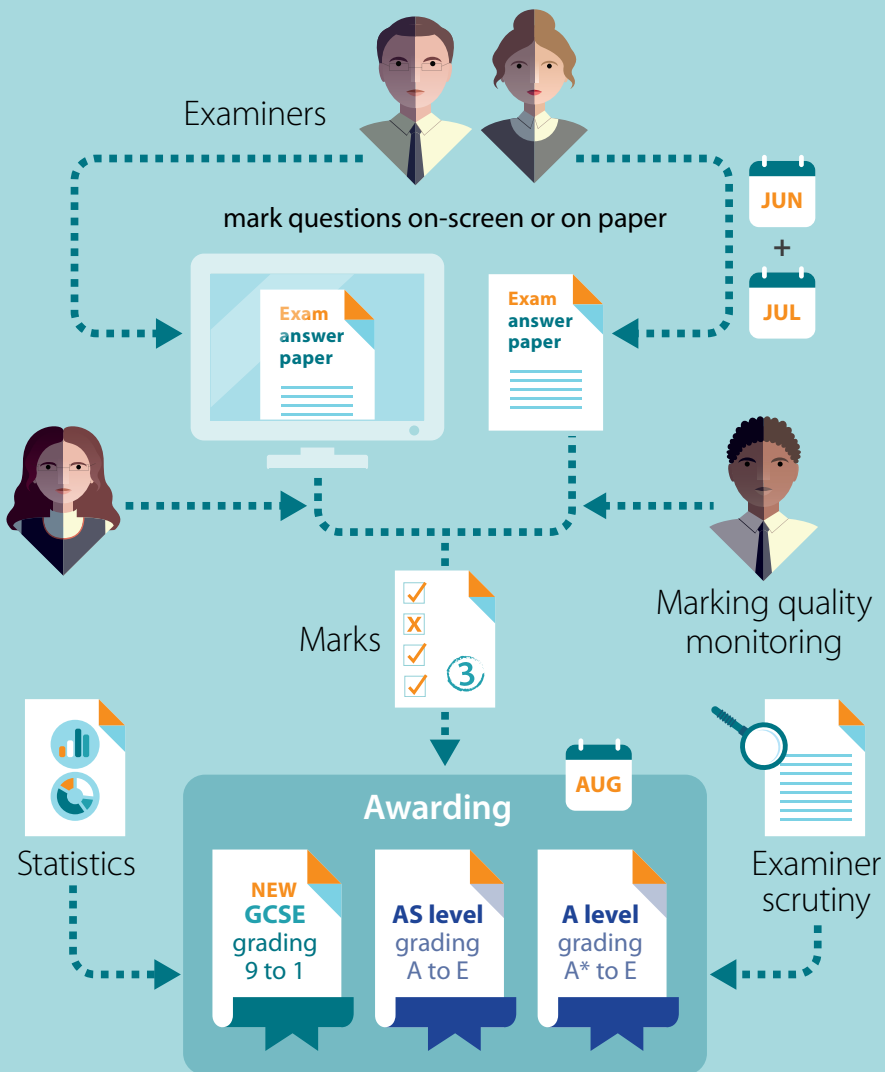 Examiners
mark questions on-screen or on paper
JUN
+
JUL
Exam
answer
paper
Exam
answer
paper
Marking quality
monitoring
Marks
X
3
Statistics
Awarding
AUG
Examiner
scrutiny
NEW
GCSE
grading
9 to 1
AS level
grading
A to E
A level
grading
A* to E